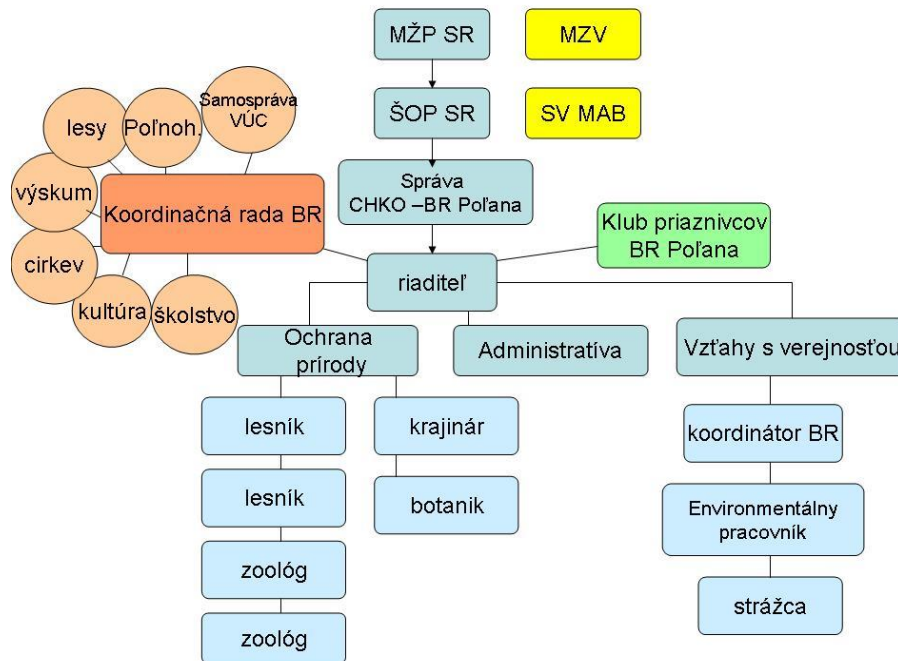 MŽP SR
MZV
ŠOP SR
SV MAB
Samospráva
VÚC
Poľnoh.
lesy
výskum
cirkev
kultúra
školstvo
Koordinačná rada BR
Správa
CHKO –BR Poľana
Klub priaznivcov
BR Poľana
riaditeľ
Ochrana
prírody
Administratíva
Vzťahy s verejnosťou
lesník
krajinár
koordinátor BR
lesník
botanik
Environmentálny
pracovník
zoológ
strážca
zoológ